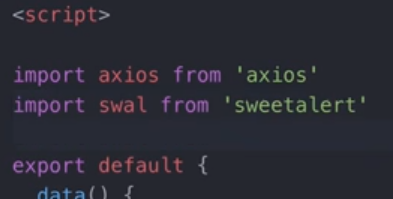 <script>
import axios from 'axios'
import swal from 'sweetalert'
export default {
data() {